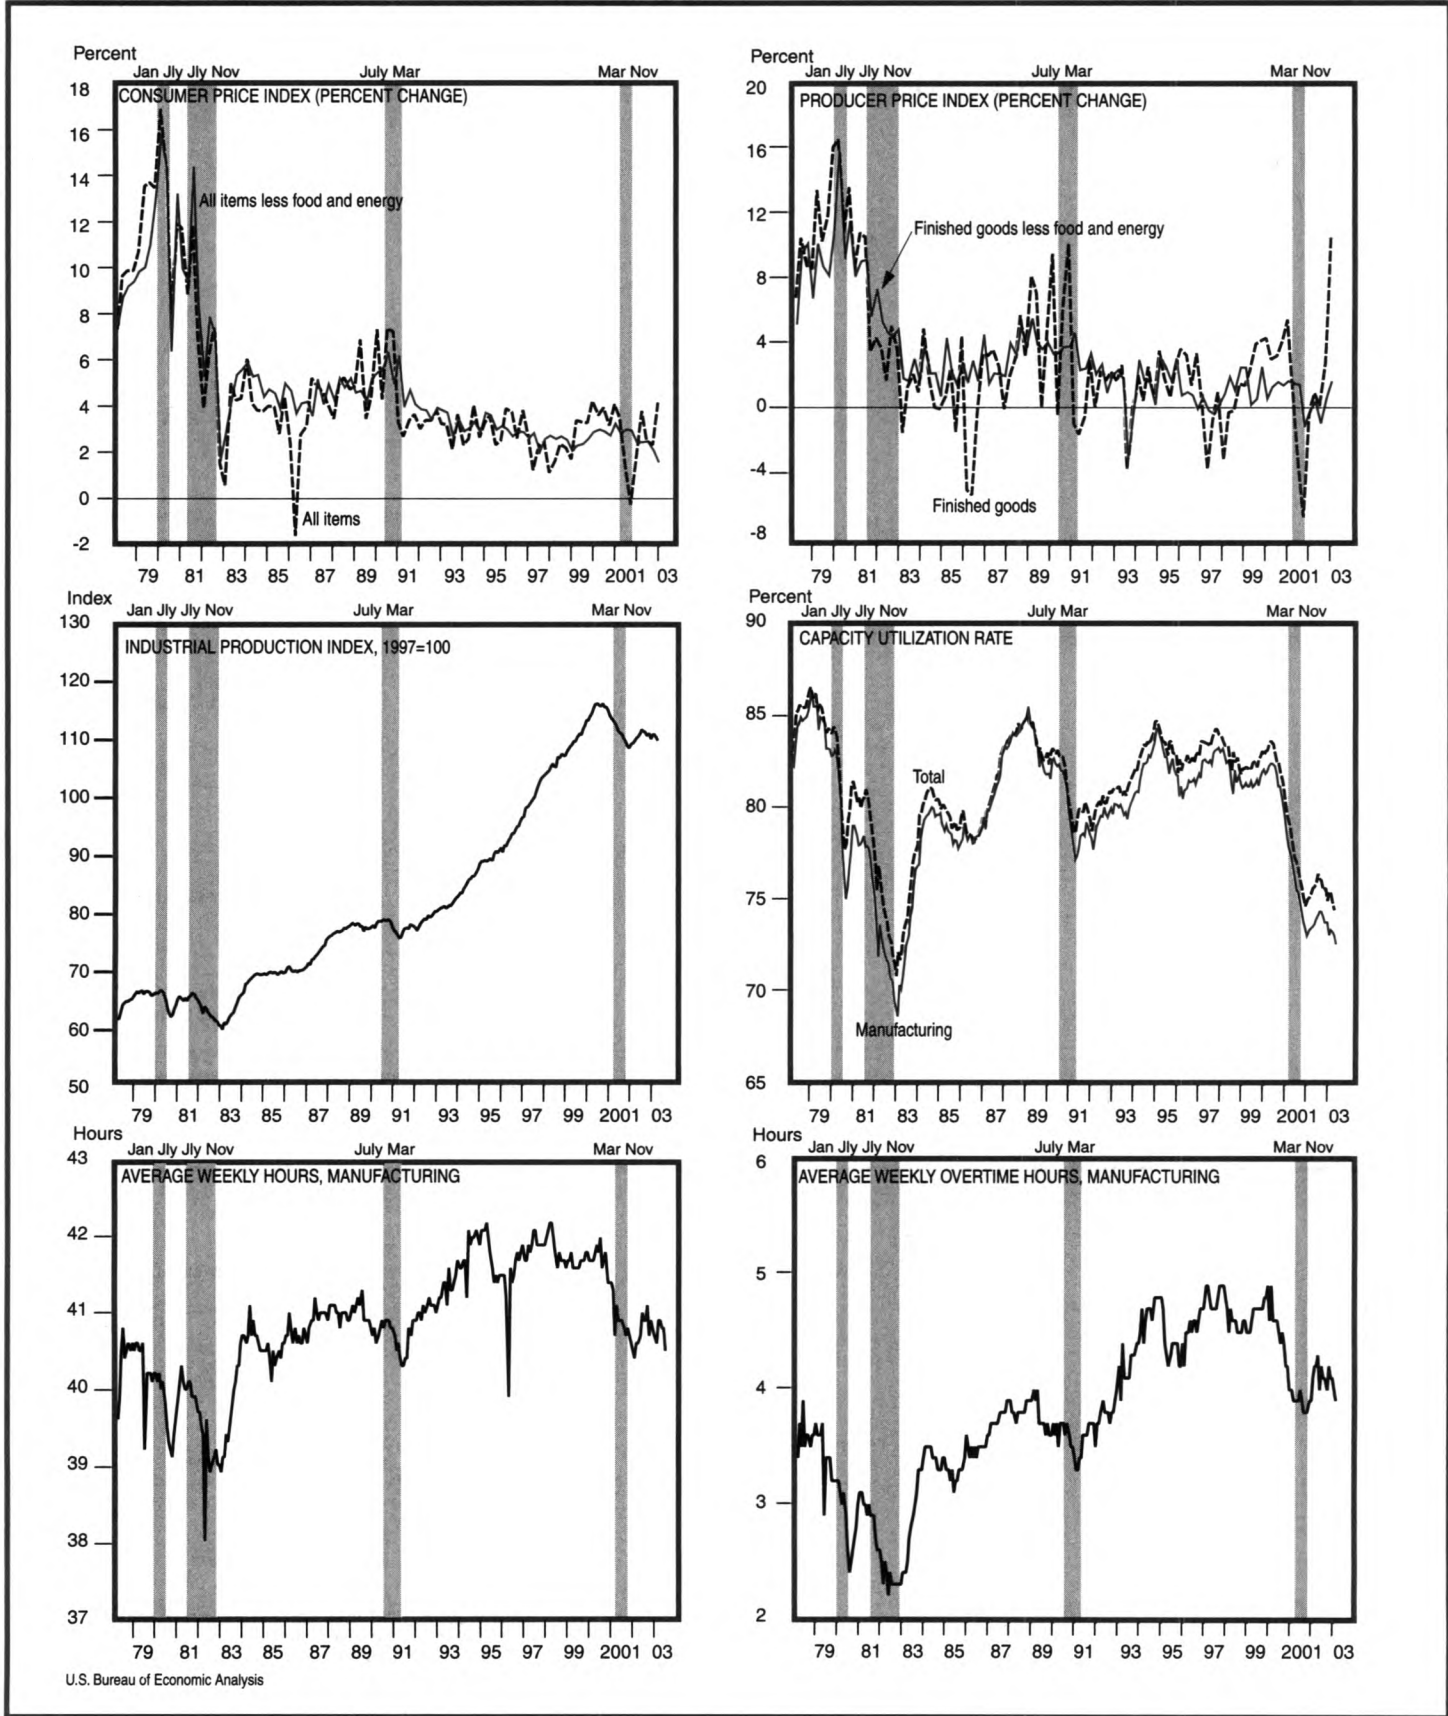 Percent
Jan Jly Jly Nov July Mar Mar Nov
CONSUMER PRICE INDEX (PERCENT CHANGE)
18
16
14
12
10
8
6
4
2
0
-2
All items less food and energy
All items
79 81 83 85 87 89 91 93 95 97 99 2001 03
Percent
Jan Jly Jly Nov July Mar Mar Nov
PRODUCER PRICE INDEX (PERCENT CHANGE)
20
16
12
8
4
0
-4
-8
Finished goods less food and energy
Finished goods
79 81 83 85 87 89 91 93 95 97 99 2001 03
Index
Jan Jly Jly Nov July Mar Mar Nov
INDUSTRIAL PRODUCTION INDEX, 1997=100
130
120
110
100
90
80
70
60
50
79 81 83 85 87 89 91 93 95 97 99 2001 03
Percent
Jan Jly Jly Nov July Mar Mar Nov
CAPACITY UTILIZATION RATE
90
85
80
75
70
65
Total
Manufacturing
79 81 83 85 87 89 91 93 95 97 99 2001 03
Hours
Jan Jly Jly Nov July Mar Mar Nov
AVERAGE WEEKLY HOURS, MANUFACTURING
43
42
41
40
39
38
37
79 81 83 85 87 89 91 93 95 97 99 2001 03
Hours
Jan Jly Jly Nov July Mar Mar Nov
AVERAGE WEEKLY OVERTIME HOURS, MANUFACTURING
6
5
4
3
2
79 81 83 85 87 89 91 93 95 97 99 2001 03
U.S. Bureau of Economic Analysis